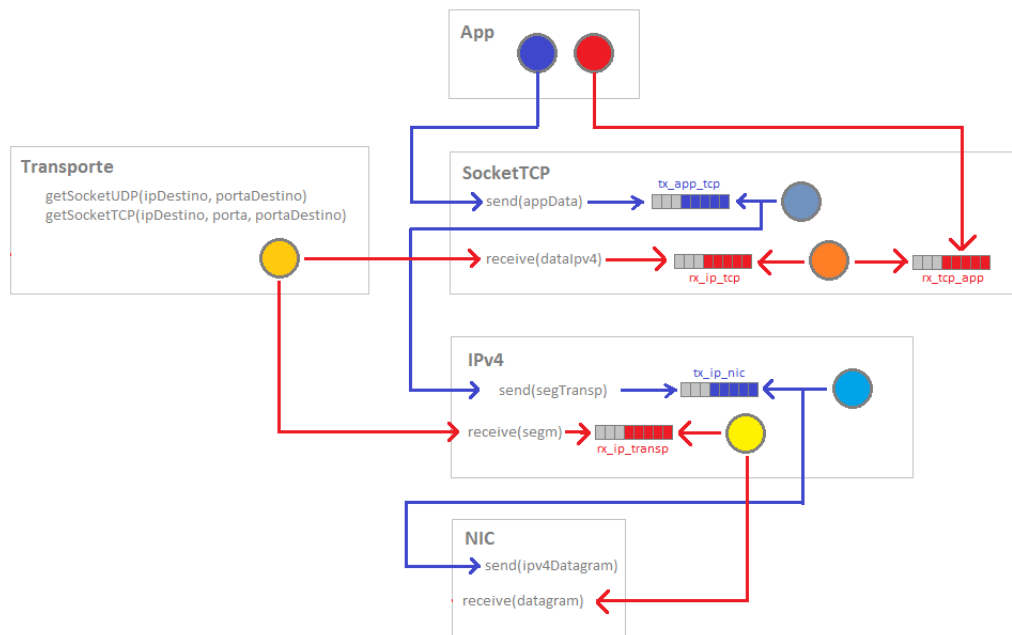 App
Transporte
getSocketUDP(ipDestino, portaDestino)
getSocketTCP(ipDestino, porta, portaDestino)
SocketTCP
tx_app_tcp
send(appData)
receive(dataIpv4)
rx_ip_tcp
rx_tcp_app
IPv4
tx_ip_nic
send(segTransp)
receive(segm)
rx_ip_transp
NIC
send(ipv4Datagram)
receive(datagram)